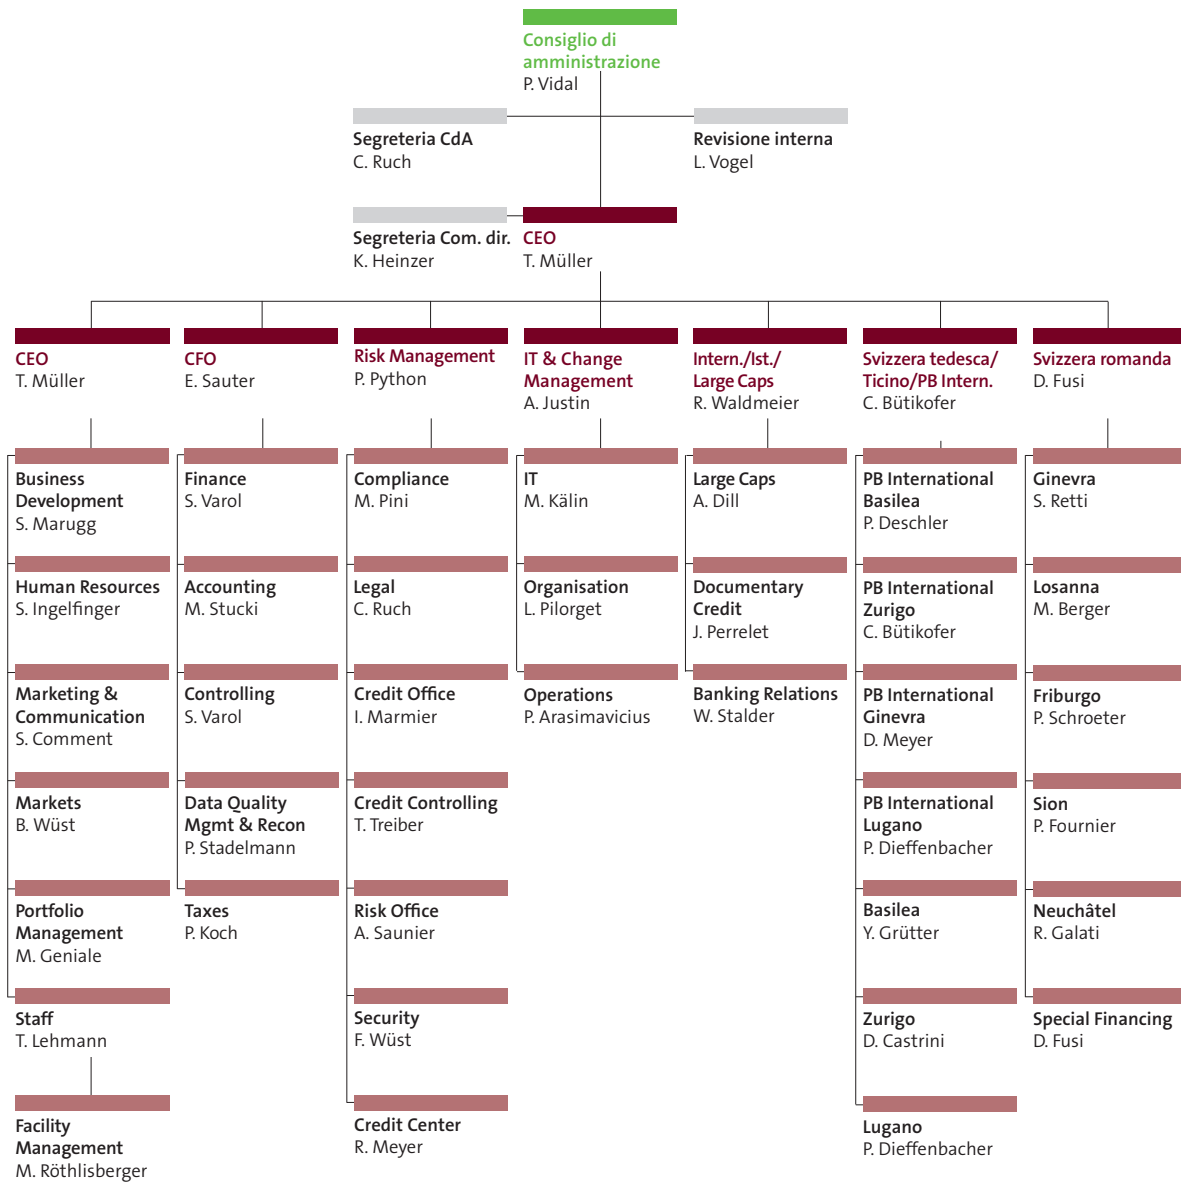 Consiglio di
amministrazione
P. Vidal
Segreteria CdA
C. Ruch
Revisione interna
L. Vogel
Segreteria Com. dir.
K. Heinzer
CEO
T. Müller
CEO
T. Müller
CFO
E. Sauter
Risk Management
P. Python
IT & Change
Management
A. Justin
Intern./Ist./
Large Caps
R. Waldmeier
Svizzera tedesca/
Ticino/PB Intern.
C. Bütikofer
Svizzera romanda
D. Fusi
Business
Development
S. Marugg
Human Resources
S. Ingelfinger
Marketing &
Communication
S. Comment
Markets
B. Wüst
Portfolio
Management
M. Geniale
Staff
T. Lehmann
Facility
Management
M. Röthlisberger
Finance
S. Varol
Accounting
M. Stucki
Controlling
S. Varol
Data Quality
Mgmt & Recon
P. Stadelmann
Taxes
P. Koch
Compliance
M. Pini
Legal
C. Ruch
Credit Office
I. Marmier
Credit Controlling
T. Treiber
Risk Office
A. Saunier
Security
F. Wüst
Credit Center
R. Meyer
IT
M. Kälin
Organisation
L. Pilorget
Operations
P. Arasimavicius
Large Caps
A. Dill
Documentary
Credit
J. Perrelet
Banking Relations
W. Stalder
PB International
Basilea
P. Deschler
PB International
Zurigo
C. Bütikofer
PB International
Ginevra
D. Meyer
PB International
Lugano
P. Dieffenbacher
Basilea
Y. Grütter
Zurigo
D. Castrini
Lugano
P. Dieffenbacher
Ginevra
S. Retti
Losanna
M. Berger
Friburgo
P. Schroeter
Sion
P. Fournier
Neuchâtel
R. Galati
Special Financing
D. Fusi